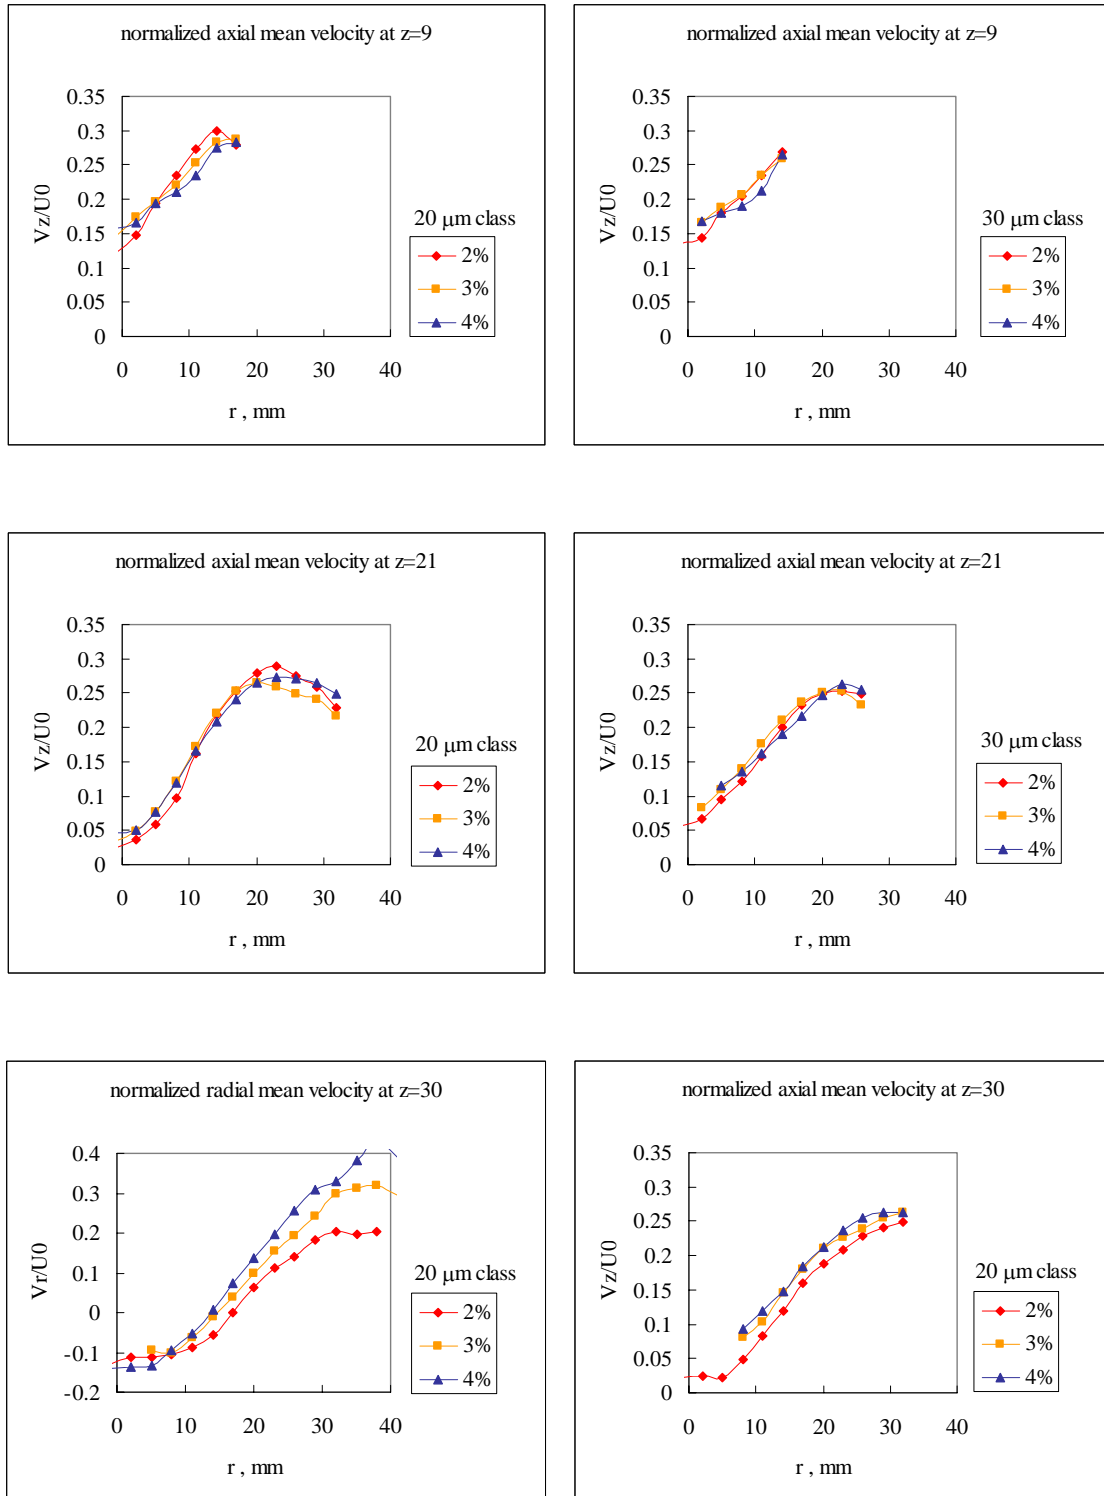 normalized axial mean velocity at z=9
0.35
0.3
0.25
0.2
0.15
0.1
0.05
0
Vz/U0
0 10 20 30 40
r , mm
20 µm class
2%
3%
4%
normalized axial mean velocity at z=9
0.35
0.3
0.25
0.2
0.15
0.1
0.05
0
Vz/U0
0 10 20 30 40
r , mm
30 µm class
2%
3%
4%
normalized axial mean velocity at z=21
0.35
0.3
0.25
0.2
0.15
0.1
0.05
0
Vz/U0
0 10 20 30 40
r , mm
20 µm class
2%
3%
4%
normalized axial mean velocity at z=21
0.35
0.3
0.25
0.2
0.15
0.1
0.05
0
Vz/U0
0 10 20 30 40
r , mm
30 µm class
2%
3%
4%
normalized radial mean velocity at z=30
0.4
0.3
0.2
0.1
0
-0.1
-0.2
Vr/U0
0 10 20 30 40
r , mm
20 µm class
2%
3%
4%
normalized axial mean velocity at z=30
0.35
0.3
0.25
0.2
0.15
0.1
0.05
0
Vz/U0
0 10 20 30 40
r , mm
20 µm class
2%
3%
4%